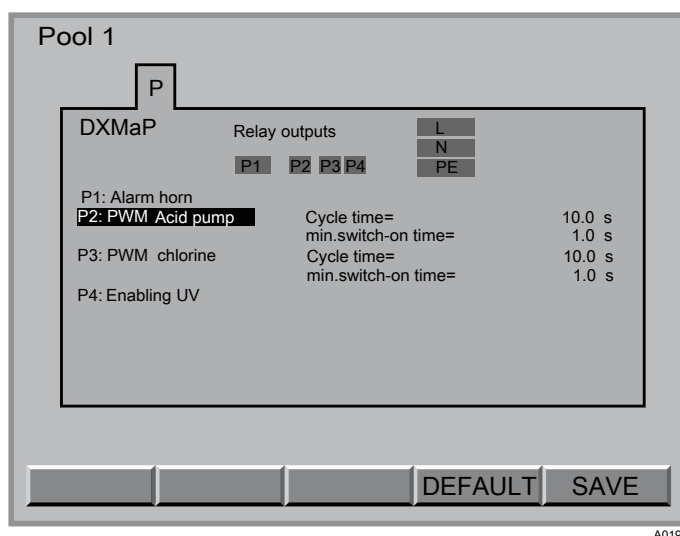 Pool 1
P
DXMaP
Relay outputs
L
N
P1 P2 P3 P4 PE
P1: Alarm horn
P2: PWM Acid pump Cycle time= 10.0 s
min.switch-on time= 1.0 s
P3: PWM chlorine Cycle time= 10.0 s
min.switch-on time= 1.0 s
P4: Enabling UV
DEFAULT SAVE
A019